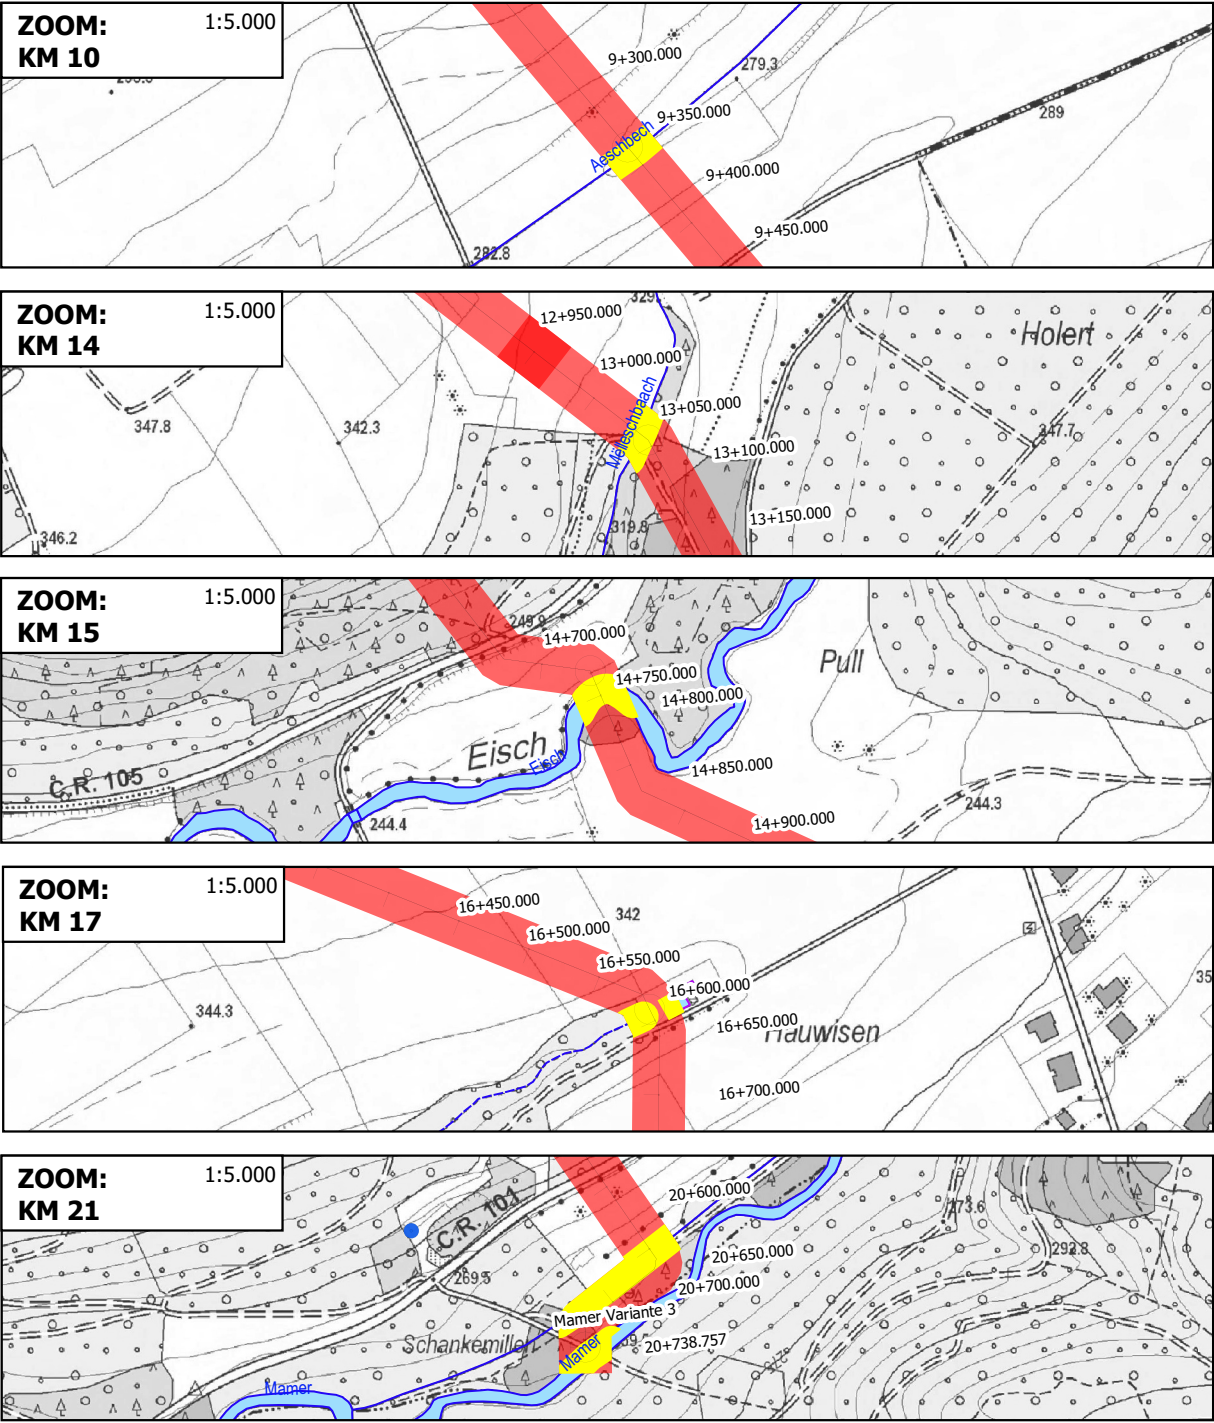 ZOOM: 1:5.000
KM 10
9+300.000
279.3
9+350.000
289
Aeschbech
9+400.000
9+450.000
282.8
ZOOM: 1:5.000
KM 14
12+950.000
Holert
13+000.000
13+050.000
347.8
342.3
347.7
Mëlleschbaach
13+100.000
13+150.000
319.8
346.2
ZOOM: 1:5.000
KM 15
249.9
14+700.000
Pull
14+750.000
14+800.000
Eisch
Eisch
14+850.000
C.R. 105
244.3
244.4
14+900.000
ZOOM: 1:5.000
KM 17
16+450.000
342
16+500.000
16+550.000
16+600.000
344.3
16+650.000
Hauwisen
16+700.000
ZOOM: 1:5.000
KM 21
20+600.000
C.R. 101
273.6
20+650.000
292.8
269.5
20+700.000
Mamer Variante 3
Schankemillen
20+738.757
Mamer
Mamer